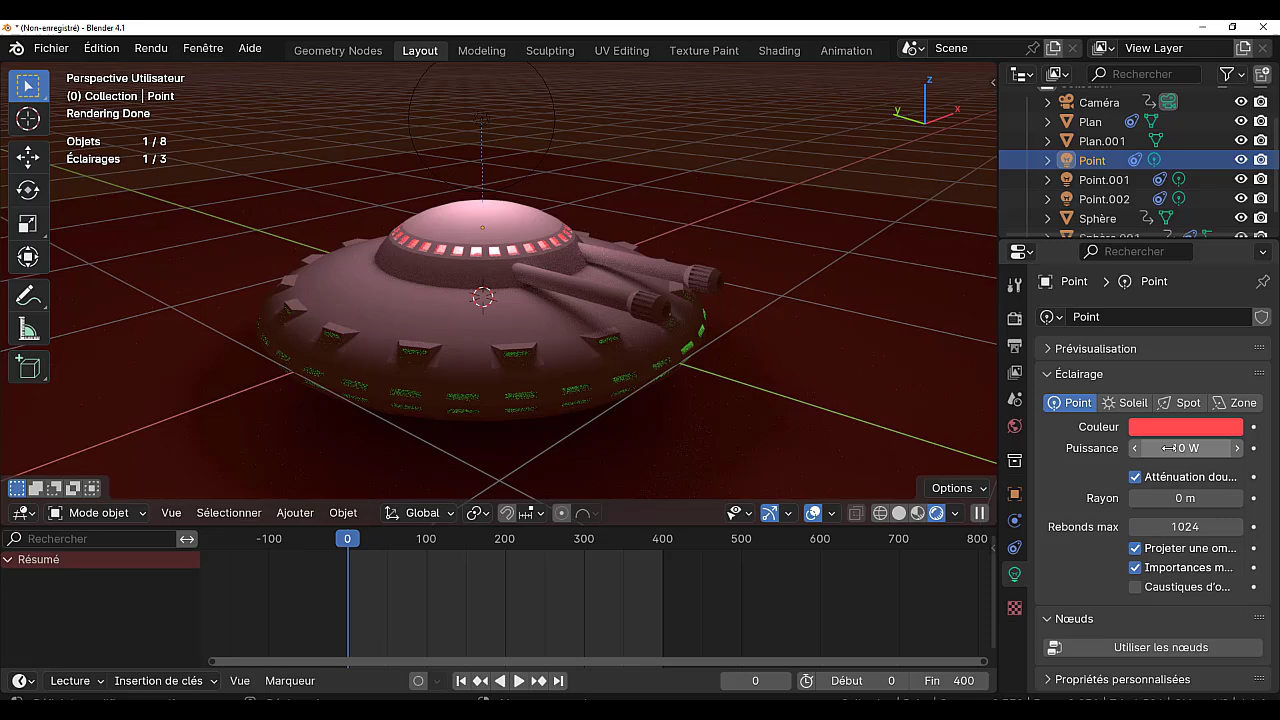 * (Non-enregistré) - Blender 4.1
Fichier Édition Rendu Fenêtre Aide Geometry Nodes Layout Modeling Sculpting UV Editing Texture Paint Shading Animation Scene View Layer
Perspective Utilisateur
(0) Collection | Point
Rendering Done
Objets 1 / 8
Éclairages 1 / 3
z
y
x
Options
Mode objet Vue Sélectionner Ajouter Objet Global
Rechercher
-100 0 100 200 300 400 500 600 700 800
Résumé
Lecture Insertion de clés Vue Marqueur 0 Début 0 Fin 400
Rechercher
Caméra
Plan
Plan.001
Point
Point.001
Point.002
Sphère
Rechercher
Point > Point
Point
Prévisualisation
Éclairage
Point Soleil Spot Zone
Couleur
Puissance 0 W
Atténuation dou...
Rayon 0 m
Rebonds max 1024
Projeter une om...
Importances m...
Caustiques d'o...
Nœuds
Utiliser les nœuds
Propriétés personnalisées